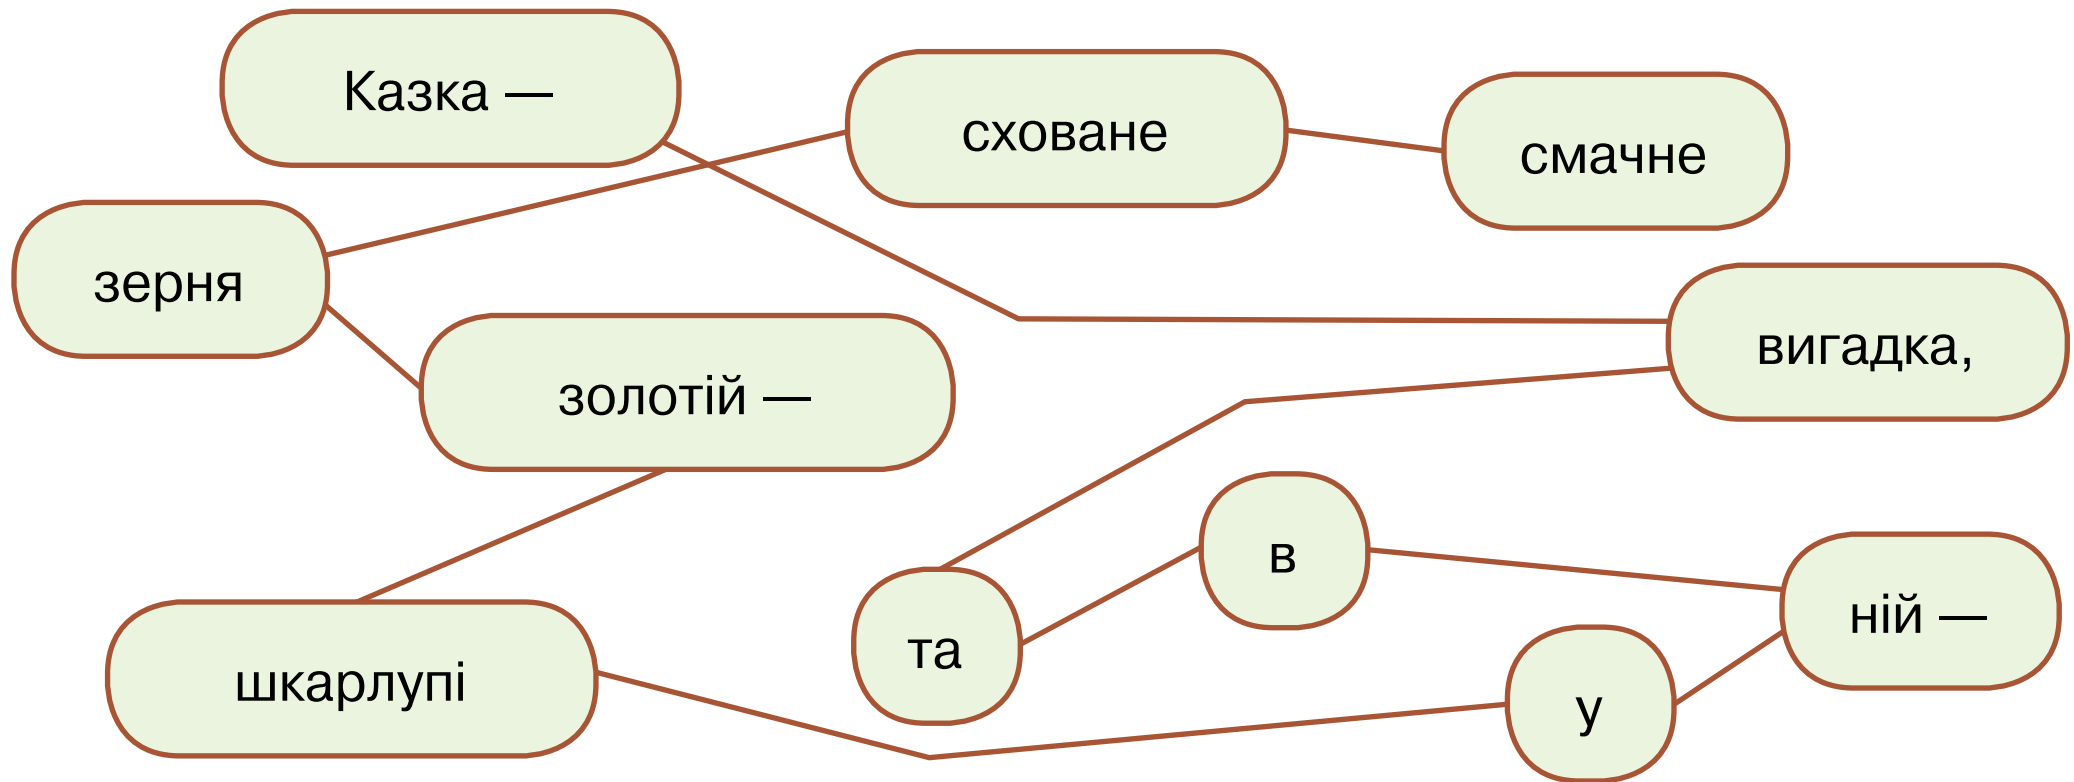 Казка —
сховане
смачне
зерня
вигадка,
золотій —
в
ній —
та
шкарлупі
у